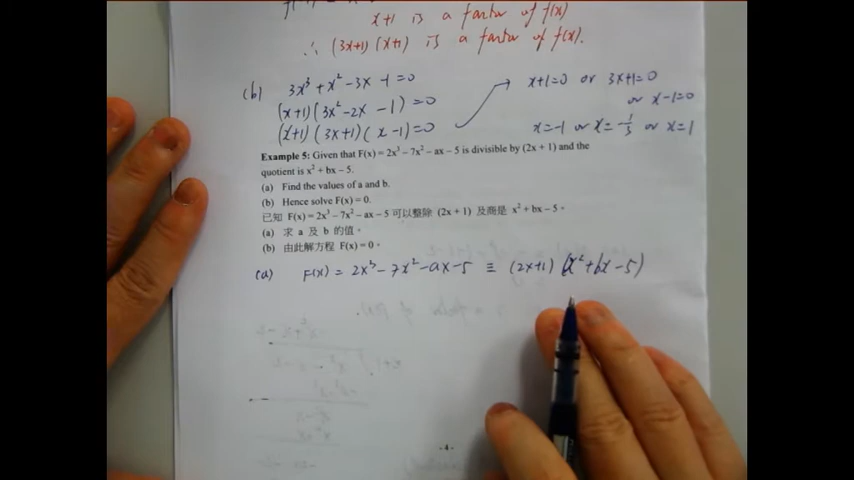 x+1 is a factor of f(x)
∴ (3x+1)(x+1) is a factor of f(x).
(b) 3x³ + x² - 3x - 1 = 0
(x+1)(3x² - 2x - 1) = 0
(x+1)(3x+1)(x-1) = 0
x+1=0 or 3x+1=0
or x-1=0
x=-1 or x=-1/3 or x=1
Example 5: Given that F(x) = 2x³ – 7x² – ax – 5 is divisible by (2x + 1) and the
quotient is x² + bx – 5.
(a) Find the values of a and b.
(b) Hence solve F(x) = 0.
已知 F(x) = 2x³ – 7x² – ax – 5 可以整除 (2x + 1) 及商是 x² + bx – 5。
(a) 求 a 及 b 的值。
(b) 由此解方程 F(x) = 0。
(a) F(x) = 2x³ - 7x² - ax - 5 ≡ (2x+1)(x² + bx - 5)
- 4 -